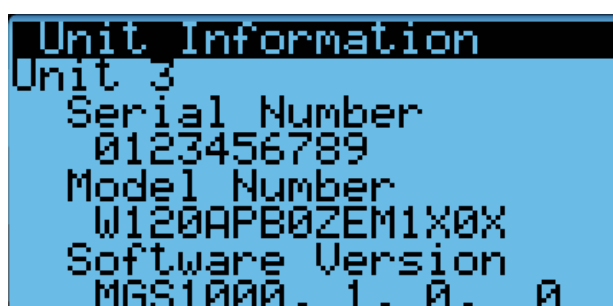 Unit Information
Unit 3
Serial Number
0123456789
Model Number
W120APB0ZEM1X0X
Software Version
MGS1000. 1. 0. 0